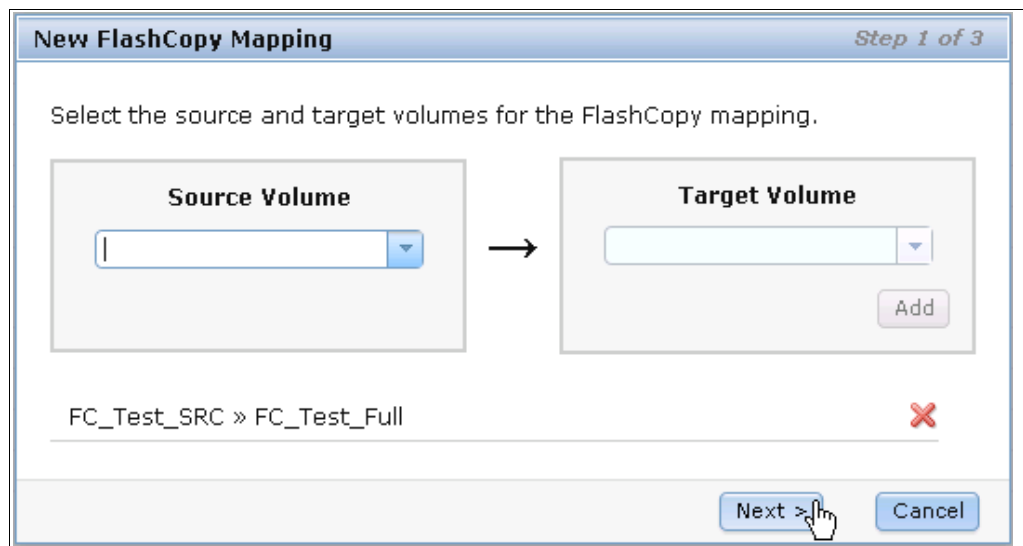 New FlashCopy Mapping
Step 1 of 3
Select the source and target volumes for the FlashCopy mapping.
Source Volume
→
Target Volume
Add
FC_Test_SRC » FC_Test_Full
Next >
Cancel